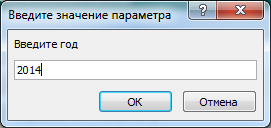 Введите значение параметра
Введите год
2014
ОК
Отмена